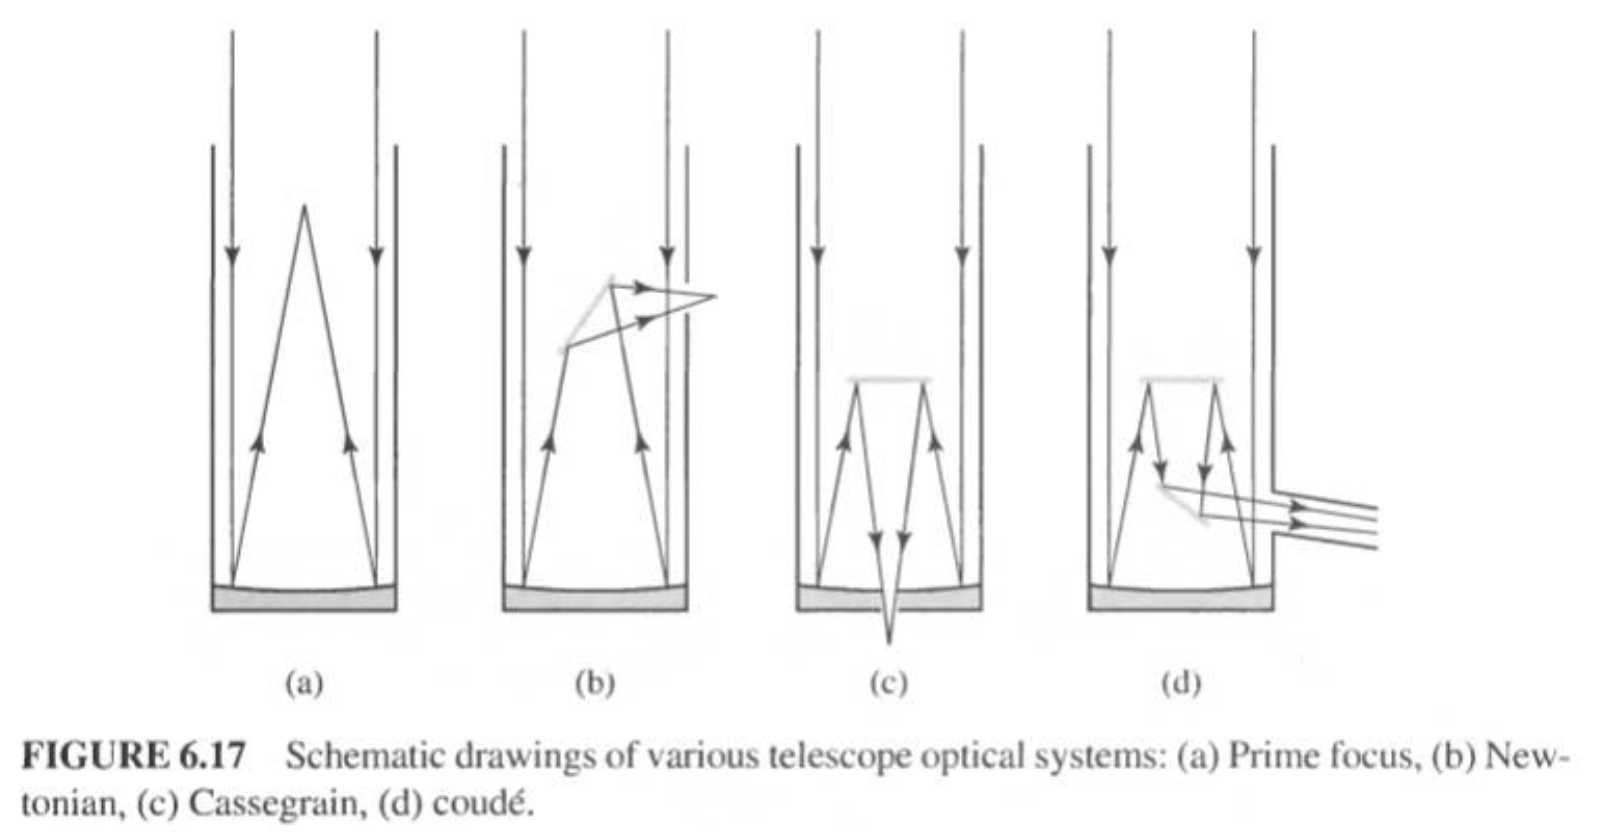 (a) (b) (c) (d)
FIGURE 6.17 Schematic drawings of various telescope optical systems: (a) Prime focus, (b) New-
tonian, (c) Cassegrain, (d) coudé.